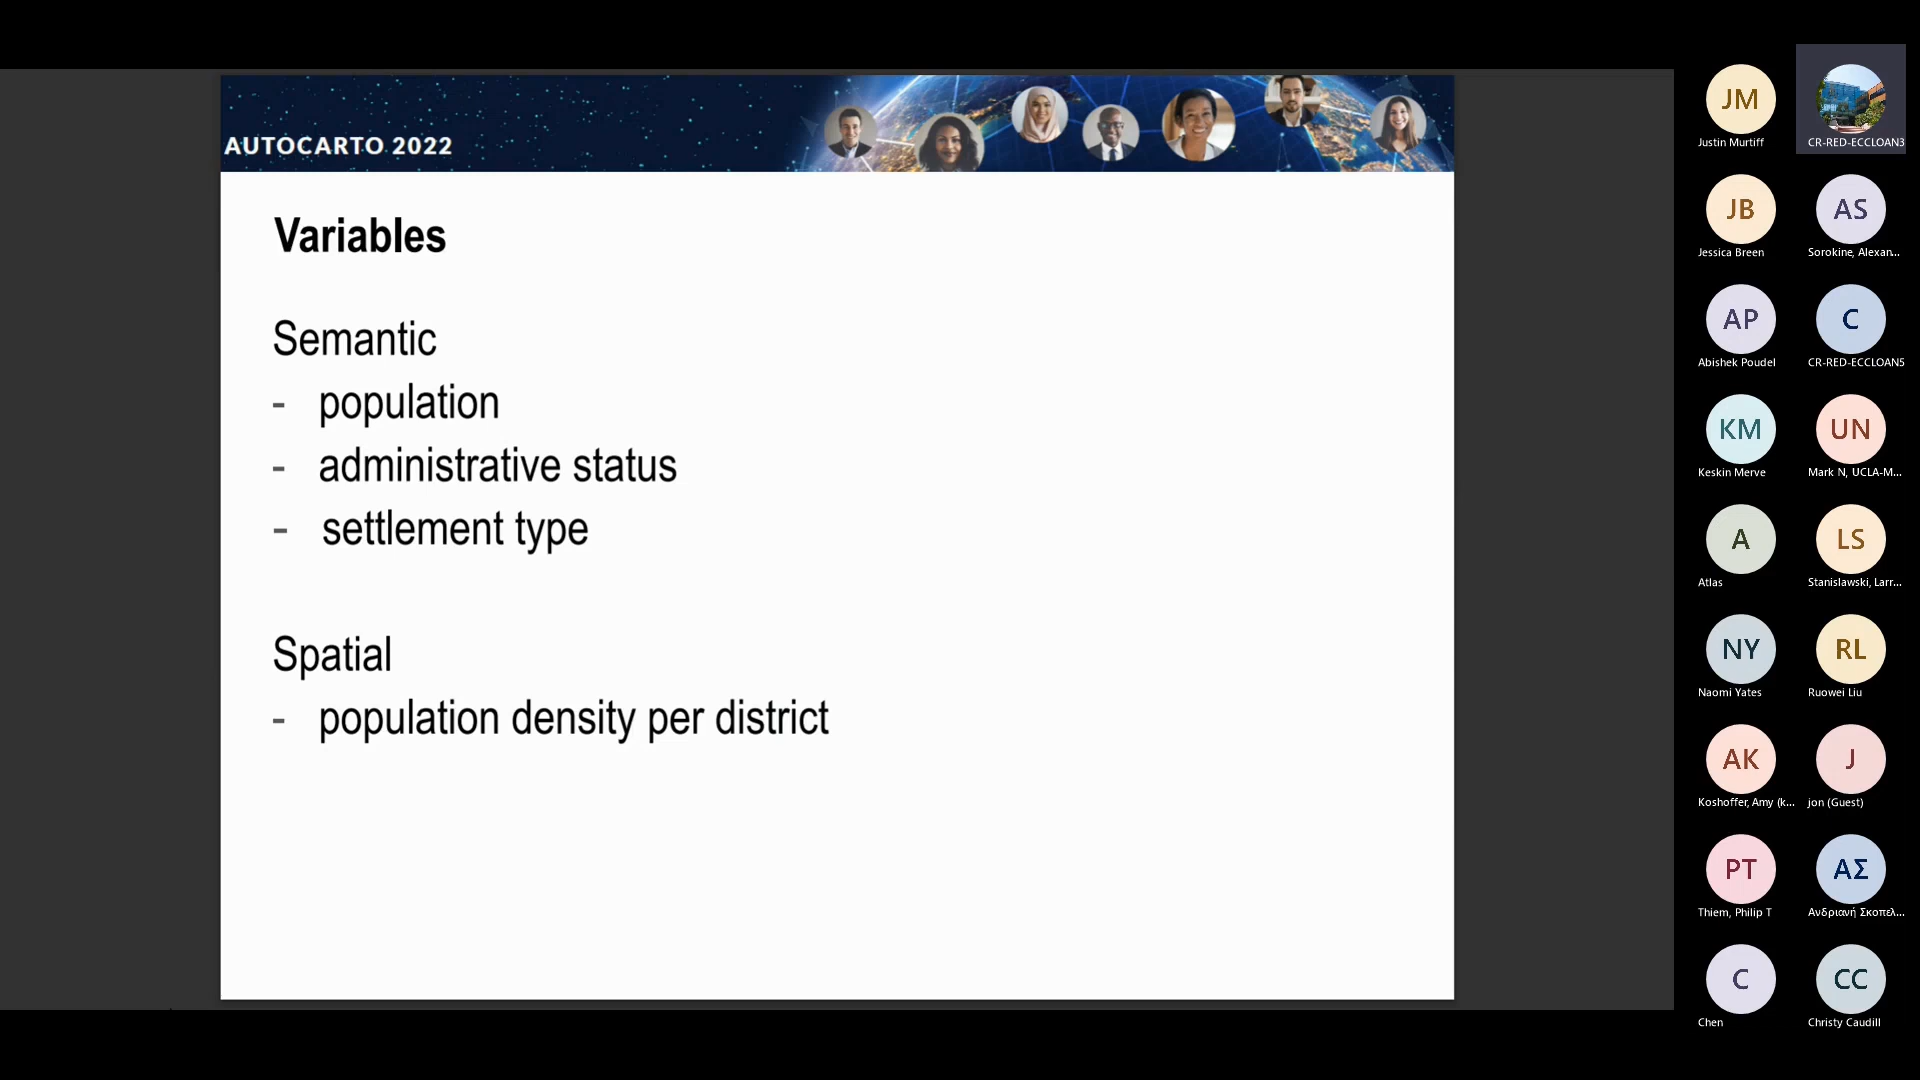 AUTOCARTO 2022
Variables
Semantic
- population
- administrative status
- settlement type
Spatial
- population density per district
JM
Justin Murtiff
CR-RED-ECCLOAN3
JB
Jessica Breen
AS
Sorokine, Alexan...
AP
Abishek Poudel
C
CR-RED-ECCLOAN5
KM
Keskin Merve
UN
Mark N, UCLA-M...
A
Atlas
LS
Stanislawski, Larr...
NY
Naomi Yates
RL
Ruowei Liu
AK
Koshoffer, Amy (k...
J
jon (Guest)
PT
Thiem, Philip T
ΑΣ
Ανδριανή Σκοπελ...
C
Chen
CC
Christy Caudill